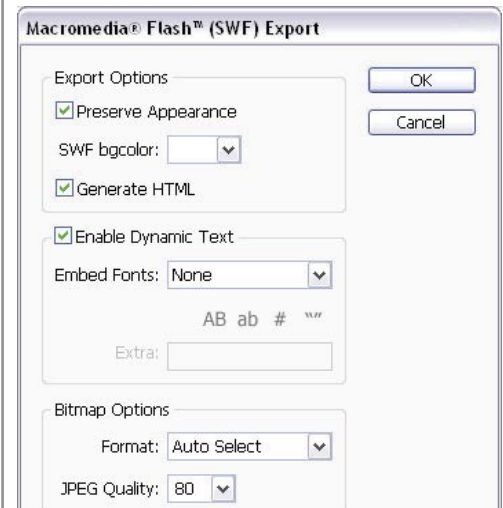 Macromedia® Flash™ (SWF) Export
Export Options
OK
Preserve Appearance
Cancel
SWF bgcolor:
Generate HTML
Enable Dynamic Text
Embed Fonts: None
AB ab # “”
Extra:
Bitmap Options
Format: Auto Select
JPEG Quality: 80